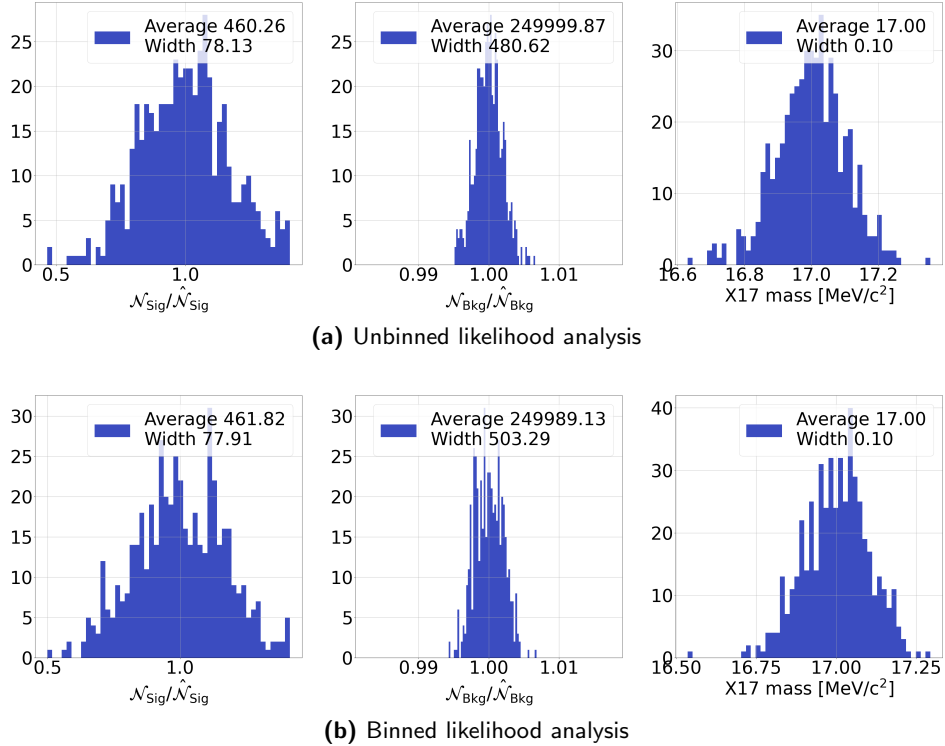 Average 460.26
Width 78.13
25
20
15
10
5
0
0.5
1.0
𝒩Sig/𝒩̂Sig
Average 249999.87
Width 480.62
25
20
15
10
5
0
0.99
1.00
1.01
𝒩Bkg/𝒩̂Bkg
Average 17.00
Width 0.10
30
20
10
0
16.6
16.8
17.0
17.2
X17 mass [MeV/c²]
(a) Unbinned likelihood analysis
Average 461.82
Width 77.91
30
25
20
15
10
5
0
0.5
1.0
𝒩Sig/𝒩̂Sig
Average 249989.13
Width 503.29
30
25
20
15
10
5
0
0.99
1.00
1.01
𝒩Bkg/𝒩̂Bkg
Average 17.00
Width 0.10
40
30
20
10
0
16.50
16.75
17.00
17.25
X17 mass [MeV/c²]
(b) Binned likelihood analysis